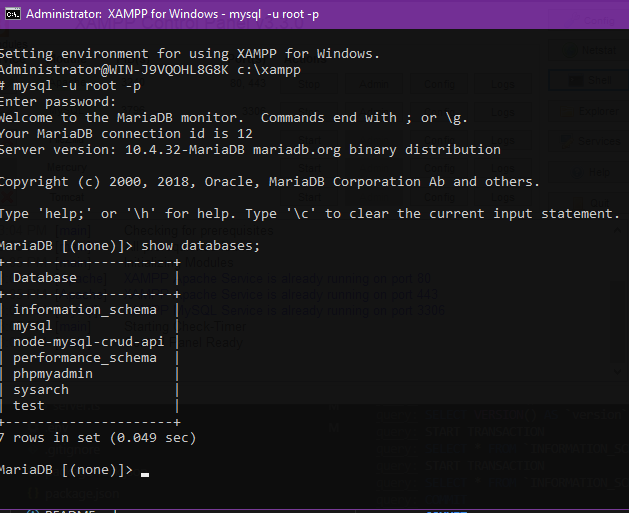 Administrator:  XAMPP for Windows - mysql  -u root -p
Setting environment for using XAMPP for Windows.
Administrator@WIN-J9VQOHL8G8K c:\xampp
# mysql -u root -p
Enter password:
Welcome to the MariaDB monitor.  Commands end with ; or \g.
Your MariaDB connection id is 12
Server version: 10.4.32-MariaDB mariadb.org binary distribution
Copyright (c) 2000, 2018, Oracle, MariaDB Corporation Ab and others.
Type 'help;' or '\h' for help. Type '\c' to clear the current input statement.
MariaDB [(none)]> show databases;
+--------------------+
| Database           |
+--------------------+
| information_schema |
| mysql              |
| node-mysql-crud-api |
| performance_schema |
| phpmyadmin         |
| sysarch            |
| test               |
+--------------------+
7 rows in set (0.049 sec)
MariaDB [(none)]>